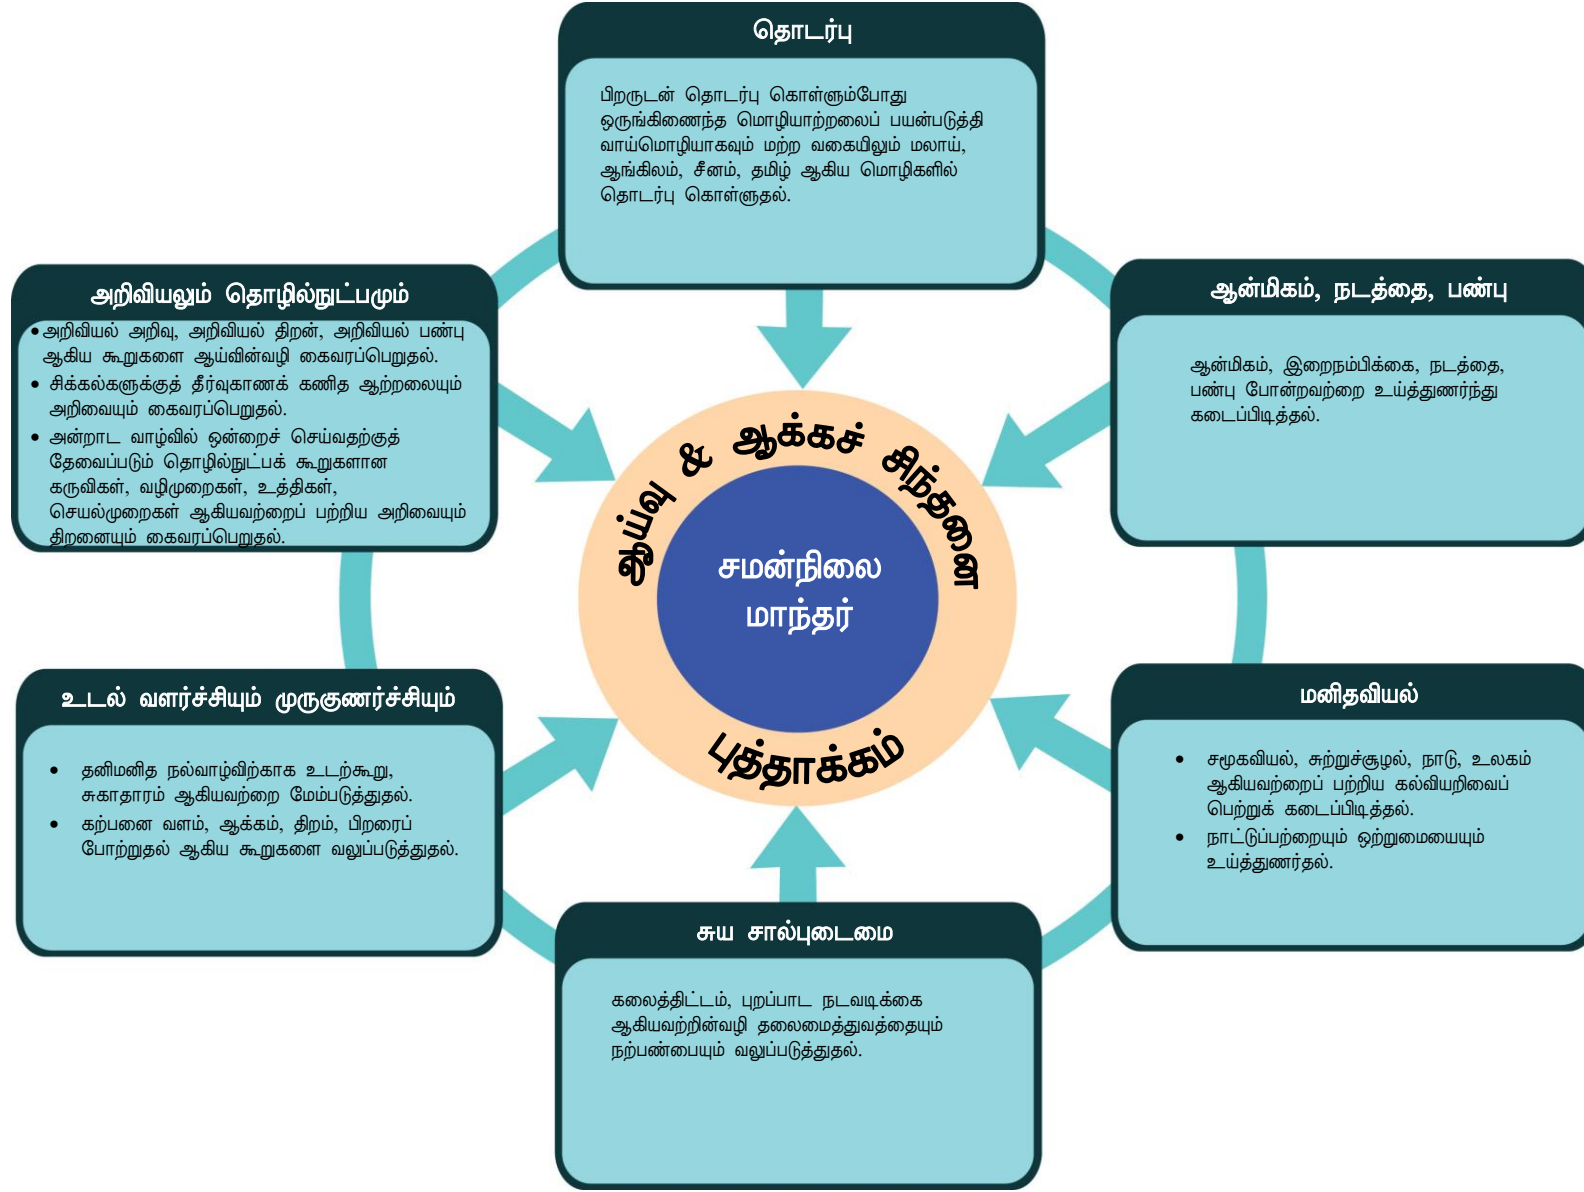 தொடர்பு
பிறருடன் தொடர்பு கொள்ளும்போது
ஒருங்கிணைந்த மொழியாற்றலைப் பயன்படுத்தி
வாய்மொழியாகவும் மற்ற வகையிலும் மலாய்,
ஆங்கிலம், சீனம், தமிழ் ஆகிய மொழிகளில்
தொடர்பு கொள்ளுதல்.
அறிவியலும் தொழில்நுட்பமும்
• அறிவியல் அறிவு, அறிவியல் திறன், அறிவியல் பண்பு
ஆகிய கூறுகளை ஆய்வின்வழி கைவரப்பெறுதல்.
• சிக்கல்களுக்குத் தீர்வுகாணக் கணித ஆற்றலையும்
அறிவையும் கைவரப்பெறுதல்.
• அன்றாட வாழ்வில் ஒன்றைச் செய்வதற்குத்
தேவைப்படும் தொழில்நுட்பக் கூறுகளான
கருவிகள், வழிமுறைகள், உத்திகள்,
செயல்முறைகள் ஆகியவற்றைப் பற்றிய அறிவையும்
திறனையும் கைவரப்பெறுதல்.
ஆன்மிகம், நடத்தை, பண்பு
ஆன்மிகம், இறைநம்பிக்கை, நடத்தை,
பண்பு போன்றவற்றை உய்த்துணர்ந்து
கடைப்பிடித்தல்.
ஆய்வு & ஆக்கச் சிந்தனை
சமன்நிலை
மாந்தர்
புத்தாக்கம்
உடல் வளர்ச்சியும் முருகுணர்ச்சியும்
• தனிமனித நல்வாழ்விற்காக உடற்கூறு,
சுகாதாரம் ஆகியவற்றை மேம்படுத்துதல்.
• கற்பனை வளம், ஆக்கம், திறம், பிறரைப்
போற்றுதல் ஆகிய கூறுகளை வலுப்படுத்துதல்.
மனிதவியல்
• சமூகவியல், சுற்றுச்சூழல், நாடு, உலகம்
ஆகியவற்றைப் பற்றிய கல்வியறிவைப்
பெற்றுக் கடைப்பிடித்தல்.
• நாட்டுப்பற்றையும் ஒற்றுமையையும்
உய்த்துணர்தல்.
சுய சால்புடைமை
கலைத்திட்டம், புறப்பாட நடவடிக்கை
ஆகியவற்றின்வழி தலைமைத்துவத்தையும்
நற்பண்பையும் வலுப்படுத்துதல்.